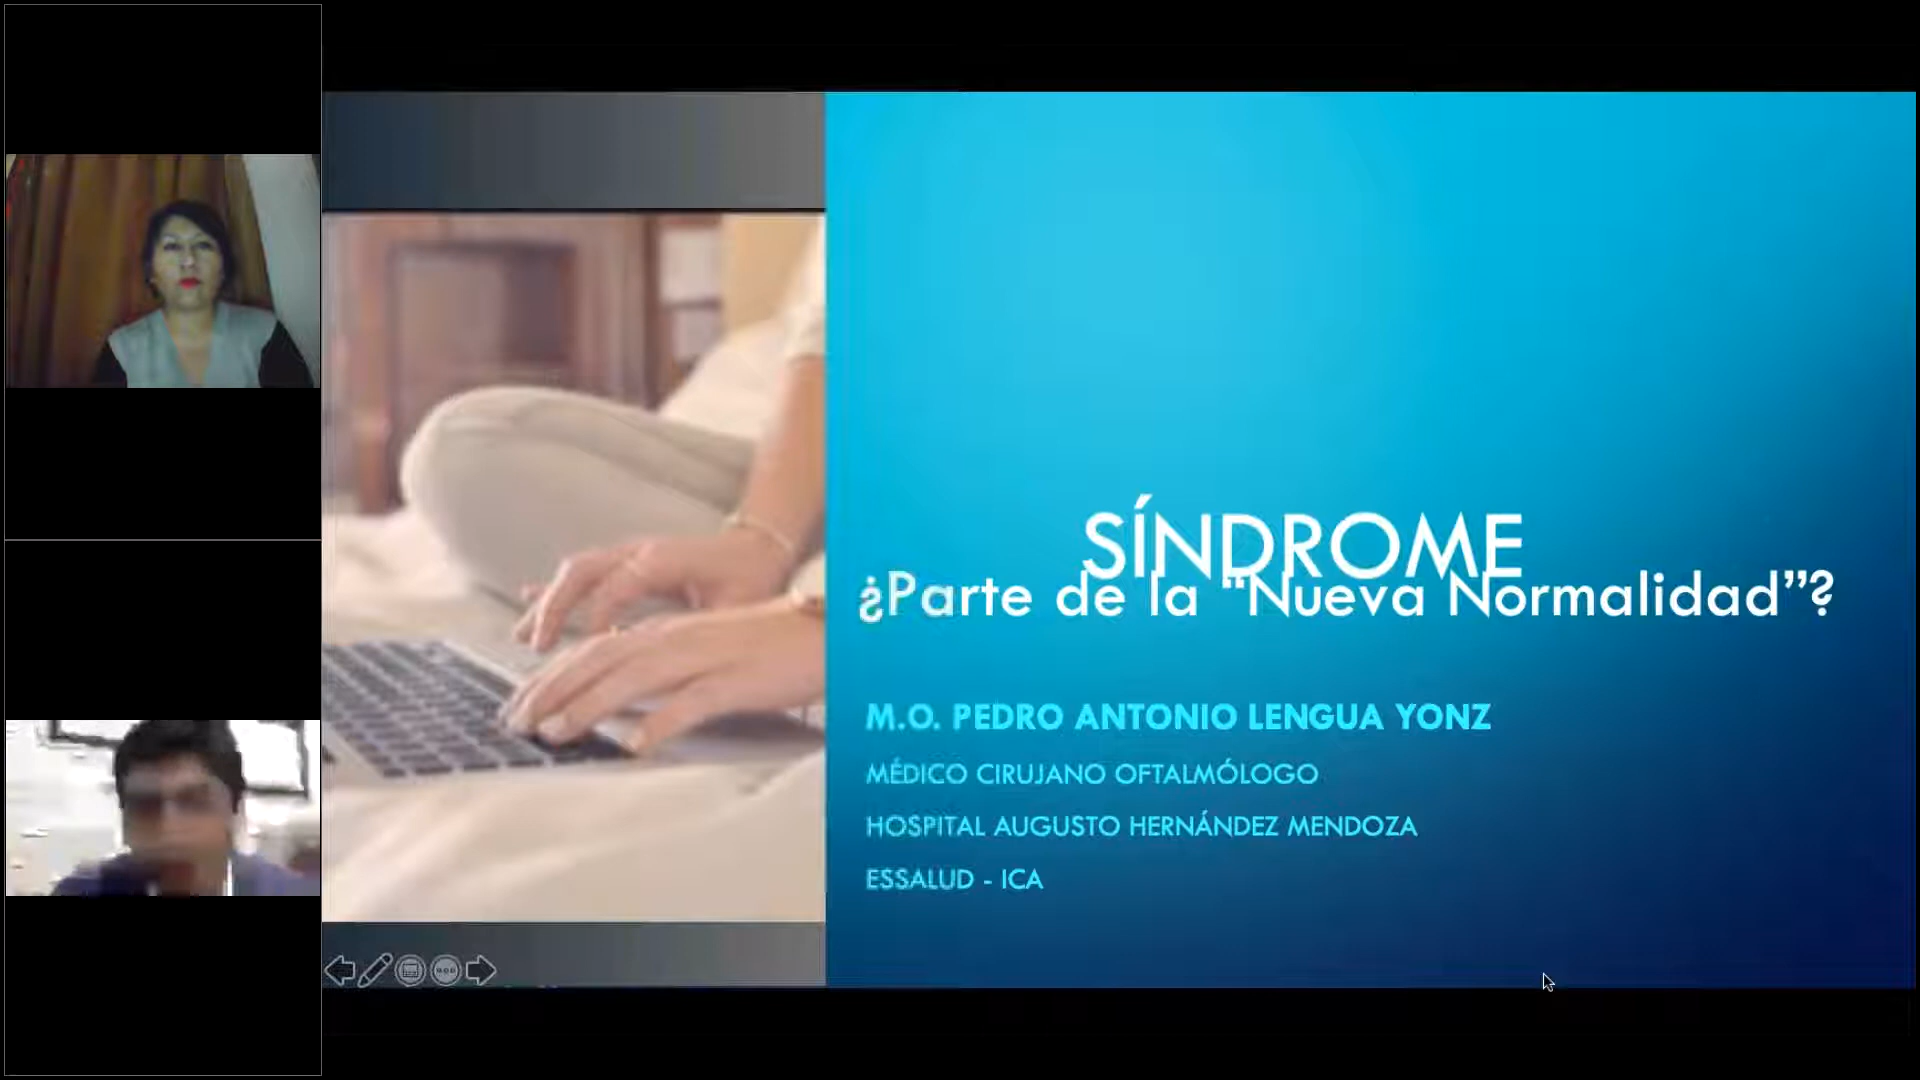 SÍNDROME
¿Parte de la “Nueva Normalidad”?
M.O. PEDRO ANTONIO LENGUA YONZ
MÉDICO CIRUJANO OFTALMÓLOGO
HOSPITAL AUGUSTO HERNÁNDEZ MENDOZA
ESSALUD - ICA